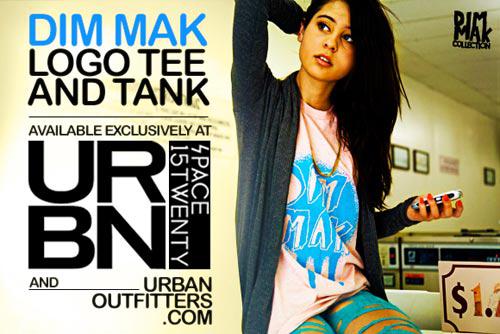 DIM MAK
LOGO TEE
AND TANK
AVAILABLE EXCLUSIVELY AT
UR
BN
SPACE
15TWENTY
AND URBAN
OUTFITTERS
.COM
DIM
MAK
COLLECTION
DIM
MAK
$1.